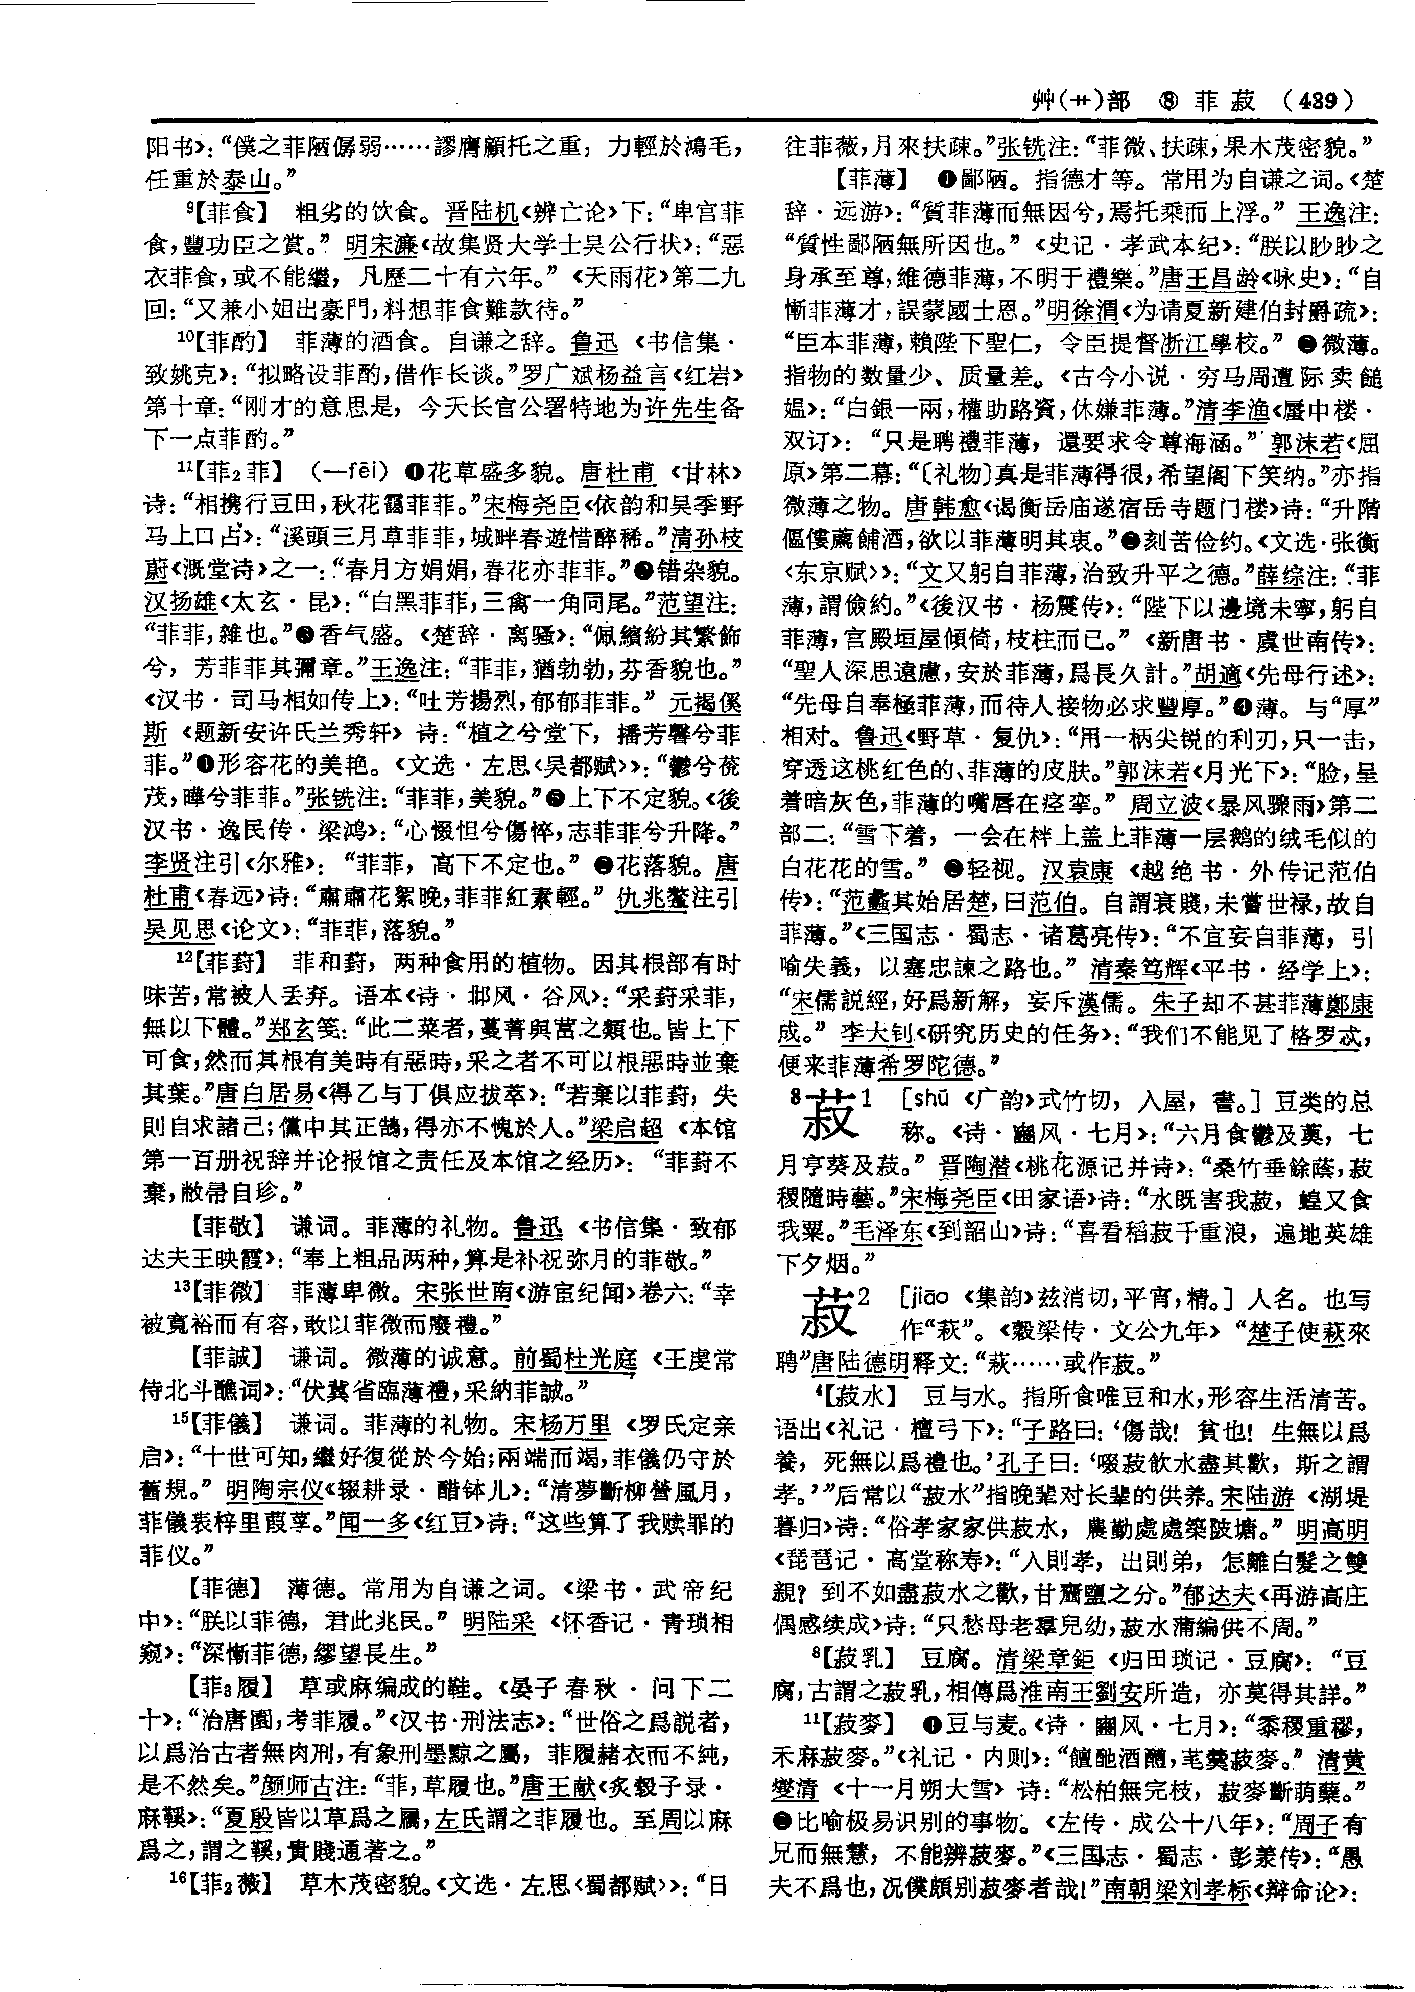 艸(艹)部 ⑧ 菲 菽 (439)
阳书》：“僕之菲陋孱弱……謬膺顧托之重；力輕於鴻毛，
任重於泰山。”
⁹【菲食】 粗劣的饮食。晋陆机《辨亡论》下：“卑宫菲
食，豐功臣之賞。” 明宋濂《故集贤大学士吴公行状》：“惡
衣菲食，或不能繼，凡歷二十有六年。”《天雨花》第二九
回：“又兼小姐出豪門，料想菲食難款待。”
¹⁰【菲酌】 菲薄的酒食。自谦之辞。鲁迅《书信集·
致姚克》：“拟略设菲酌，借作长谈。”罗广斌杨益言《红岩》
第十章：“刚才的意思是，今天长官公署特地为许先生备
下一点菲酌。”
¹¹【菲₂菲】 （—fēi）❶花草盛多貌。唐杜甫《甘林》
诗：“相携行豆田，秋花靄菲菲。”宋梅尧臣《依韵和吴季野
马上口占》：“溪頭三月草菲菲，城畔春遊惜醉稀。”清孙枝
蔚《溉堂诗》之一：“春月方娟娟，春花亦菲菲。”❷错杂貌。
汉扬雄《太玄·昆》：“白黑菲菲，三禽一角同尾。”范望注：
“菲菲，雜也。”❸香气盛。《楚辞·离骚》：“佩繽紛其繁飾
兮，芳菲菲其彌章。”王逸注：“菲菲，猶勃勃，芬香貌也。”
《汉书·司马相如传上》：“吐芳揚烈，郁郁菲菲。” 元揭傒
斯《题新安许氏兰秀轩》诗：“植之兮堂下，播芳馨兮菲
菲。”❹形容花的美艳。《文选·左思〈吴都赋〉》：“鬱兮茷
茂，曄兮菲菲。”张铣注：“菲菲，美貌。”❺上下不定貌。《後
汉书·逸民传·梁鸿》：“心惙怛兮傷悴，志菲菲兮升降。”
李贤注引《尔雅》：“菲菲，高下不定也。” ❻花落貌。唐
杜甫《春远》诗：“肅肅花絮晚，菲菲紅素輕。” 仇兆鳌注引
吴见思《论文》：“菲菲，落貌。”
¹²【菲葑】 菲和葑，两种食用的植物。因其根部有时
味苦，常被人丢弃。语本《诗·邶风·谷风》：“采葑采菲，
無以下體。”郑玄笺：“此二菜者，蔓菁與葍之類也。皆上下
可食，然而其根有美時有惡時，采之者不可以根惡時並棄
其葉。”唐白居易《得乙与丁俱应拔萃》：“若棄以菲葑，失
則自求諸己；儻中其正鵠，得亦不愧於人。”梁启超《本馆
第一百册祝辞并论报馆之责任及本馆之经历》：“菲葑不
棄，敝帚自珍。”
【菲敬】 谦词。菲薄的礼物。鲁迅《书信集·致郁
达夫王映霞》：“奉上粗品两种，算是补祝弥月的菲敬。”
¹³【菲微】 菲薄卑微。宋张世南《游宦纪闻》卷六：“幸
被寬裕而有容，敢以菲微而廢禮。”
【菲誠】 谦词。微薄的诚意。前蜀杜光庭《王虔常
侍北斗醮词》：“伏冀省臨薄禮，采納菲誠。”
¹⁵【菲儀】 谦词。菲薄的礼物。宋杨万里《罗氏定亲
启》：“十世可知，繼好復從於今始；兩端而竭，菲儀仍守於
舊規。” 明陶宗仪《辍耕录·醋钵儿》：“清夢斷柳營風月，
菲儀表梓里葭莩。”闻一多《红豆》诗：“这些算了我赎罪的
菲仪。”
【菲德】 薄德。常用为自谦之词。《梁书·武帝纪
中》：“朕以菲德，君此兆民。” 明陆采《怀香记·青琐相
窥》：“深慚菲德，繆望長生。”
【菲₃履】 草或麻编成的鞋。《晏子春秋·问下二
十》：“治唐園，考菲履。”《汉书·刑法志》：“世俗之爲説者，
以爲治古者無肉刑，有象刑墨黥之屬，菲履赭衣而不純，
是不然矣。”颜师古注：“菲，草履也。”唐王叡《炙毂子录·
麻鞵》：“夏殷皆以草爲之屩，左氏謂之菲履也。至周以麻
爲之，謂之鞵，貴賤通著之。”
¹⁶【菲₂薇】 草木茂密貌。《文选·左思〈蜀都赋〉》：“日
往菲薇，月來扶疎。”张铣注：“菲微、扶疎，果木茂密貌。”
【菲薄】 ❶鄙陋。指德才等。常用为自谦之词。《楚
辞·远游》：“質菲薄而無因兮，焉托乘而上浮。” 王逸注：
“質性鄙陋無所因也。”《史记·孝武本纪》：“朕以眇眇之
身承至尊，維德菲薄，不明于禮樂。”唐王昌龄《咏史》：“自
慚菲薄才，誤蒙國士恩。”明徐渭《为请夏新建伯封爵疏》：
“臣本菲薄，賴陛下聖仁，令臣提督浙江學校。” ❷微薄。
指物的数量少、质量差。《古今小说·穷马周遭际卖䭔
媪》：“白銀一兩，權助路資，休嫌菲薄。”清李渔《蜃中楼·
双订》：“只是聘禮菲薄，還要求令尊海涵。” 郭沫若《屈
原》第二幕：“〔礼物〕真是菲薄得很，希望阁下笑纳。”亦指
微薄之物。唐韩愈《谒衡岳庙遂宿岳寺题门楼》诗：“升階
傴僂薦脯酒，欲以菲薄明其衷。”❸刻苦俭约。《文选·张衡
〈东京赋〉》：“文又躬自菲薄，治致升平之德。”薛综注：“菲
薄，謂儉約。”《後汉书·杨震传》：“陛下以邊境未寧，躬自
菲薄，宫殿垣屋傾倚，枝柱而已。”《新唐书·虞世南传》：
“聖人深思遠慮，安於菲薄，爲長久計。”胡適《先母行述》：
“先母自奉極菲薄，而待人接物必求豐厚。”❹薄。与“厚”
相对。鲁迅《野草·复仇》：“用一柄尖锐的利刃，只一击，
穿透这桃红色的、菲薄的皮肤。”郭沫若《月光下》：“脸，呈
着暗灰色，菲薄的嘴唇在痉挛。” 周立波《暴风骤雨》第二
部二：“雪下着，一会在柈上盖上菲薄一层鹅的绒毛似的
白花花的雪。” ❺轻视。汉袁康《越绝书·外传记范伯
传》：“范蠡其始居楚，曰范伯。自謂衰賤，未嘗世禄，故自
菲薄。”《三国志·蜀志·诸葛亮传》：“不宜妄自菲薄，引
喻失義，以塞忠諫之路也。” 清秦笃辉《平书·经学上》：
“宋儒説經，好爲新解，妄斥漢儒。朱子却不甚菲薄鄭康
成。” 李大钊《研究历史的任务》：“我们不能见了格罗忒，
便来菲薄希罗陀德。”
⁸菽¹ ［shū《广韵》式竹切，入屋，書。］豆类的总
称。《诗·豳风·七月》：“六月食鬱及薁，七
月亨葵及菽。” 晋陶潜《桃花源记并诗》：“桑竹垂餘蔭，菽
稷隨時藝。”宋梅尧臣《田家语》诗：“水既害我菽，蝗又食
我粟。”毛泽东《到韶山》诗：“喜看稻菽千重浪，遍地英雄
下夕烟。”
菽² ［jiāo《集韵》兹消切，平宵，精。］人名。也写
作“萩”。《穀梁传·文公九年》“楚子使萩來
聘”唐陆德明释文：“萩……或作菽。”
⁴【菽水】 豆与水。指所食唯豆和水，形容生活清苦。
语出《礼记·檀弓下》：“子路曰：‘傷哉！貧也！生無以爲
養，死無以爲禮也。’孔子曰：‘啜菽飲水盡其歡，斯之謂
孝。’”后常以“菽水”指晚辈对长辈的供养。宋陆游《湖堤
暮归》诗：“俗孝家家供菽水，農勤處處築陂塘。” 明高明
《琵琶记·高堂称寿》：“入則孝，出則弟，怎離白髮之雙
親？到不如盡菽水之歡，甘齏鹽之分。”郁达夫《再游高庄
偶感续成》诗：“只愁母老羣兒幼，菽水蒲編供不周。”
⁸【菽乳】 豆腐。清梁章鉅《归田琐记·豆腐》：“豆
腐，古謂之菽乳，相傳爲淮南王劉安所造，亦莫得其詳。”
¹¹【菽麥】 ❶豆与麦。《诗·豳风·七月》：“黍稷重穋，
禾麻菽麥。”《礼记·内则》：“饘酏酒醴，芼羹菽麥。” 清黄
燮清《十一月朔大雪》诗：“松柏無完枝，菽麥斷萌蘖。”
❷比喻极易识别的事物。《左传·成公十八年》：“周子有
兄而無慧，不能辨菽麥。”《三国志·蜀志·彭羕传》：“愚
夫不爲也，況僕頗别菽麥者哉！”南朝梁刘孝标《辩命论》：